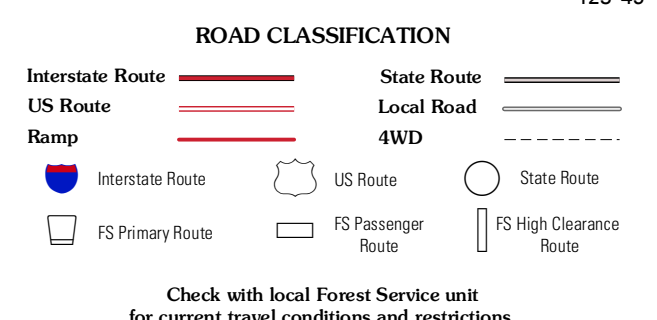 ROAD CLASSIFICATION
Interstate Route
State Route
US Route
Local Road
Ramp
4WD
Interstate Route
US Route
State Route
FS Primary Route
FS Passenger
Route
FS High Clearance
Route
Check with local Forest Service unit
for current travel conditions and restrictions